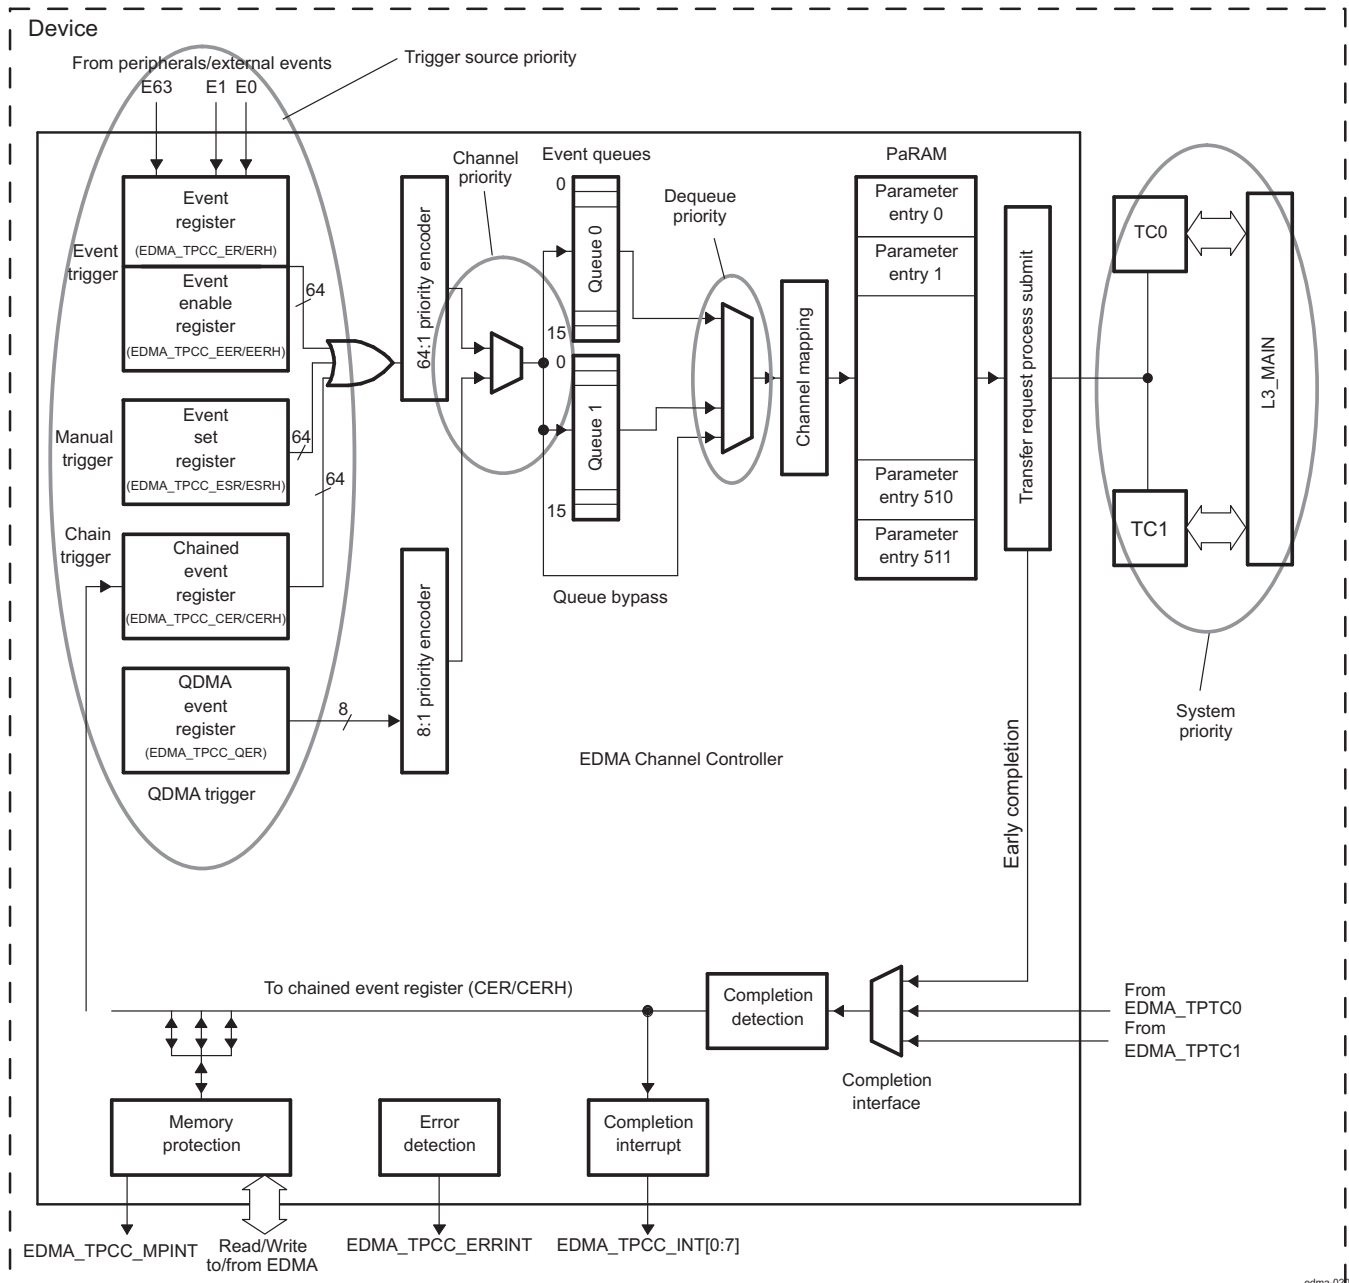 Device
From peripherals/external events
Trigger source priority
E63
E1
E0
Event
register
(EDMA_TPCC_ER/ERH)
Event
trigger
Event
enable
register
(EDMA_TPCC_EER/EERH)
64
Manual
trigger
Event
set
register
(EDMA_TPCC_ESR/ESRH)
64
64
Chain
trigger
Chained
event
register
(EDMA_TPCC_CER/CERH)
QDMA
event
register
(EDMA_TPCC_QER)
8
QDMA trigger
64:1 priority encoder
8:1 priority encoder
Channel
priority
Event queues
0
Queue 0
15
0
Queue 1
15
Queue bypass
Dequeue
priority
Channel mapping
PaRAM
Parameter
entry 0
Parameter
entry 1
Parameter
entry 510
Parameter
entry 511
Transfer request process submit
TC0
TC1
L3_MAIN
System
priority
EDMA Channel Controller
Early completion
To chained event register (CER/CERH)
Completion
detection
From
EDMA_TPTC0
From
EDMA_TPTC1
Completion
interface
Memory
protection
Error
detection
Completion
interrupt
EDMA_TPCC_MPINT
Read/Write
to/from EDMA
EDMA_TPCC_ERRINT
EDMA_TPCC_INT[0:7]